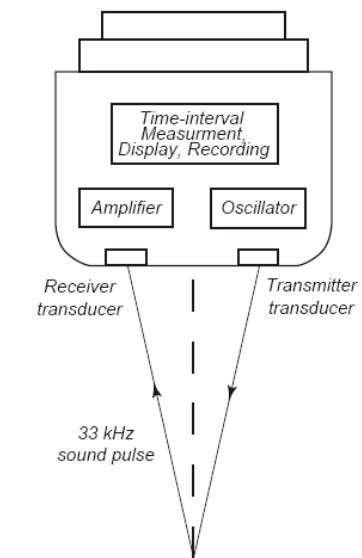 Time-interval
Measurment,
Display, Recording
Amplifier
Oscillator
Receiver
transducer
Transmitter
transducer
33 kHz
sound pulse